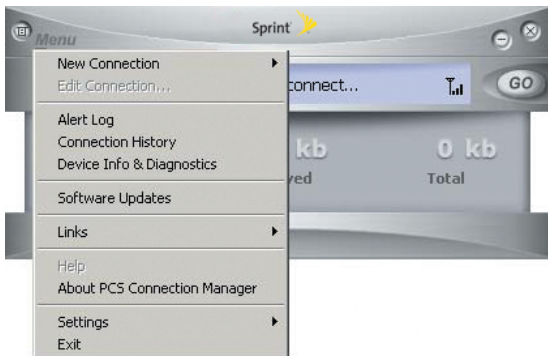 Sprint
Menu
New Connection
Edit Connection...
connect...
GO
Alert Log
Connection History
Device Info & Diagnostics
kb
0 kb
ved
Total
Software Updates
Links
Help
About PCS Connection Manager
Settings
Exit